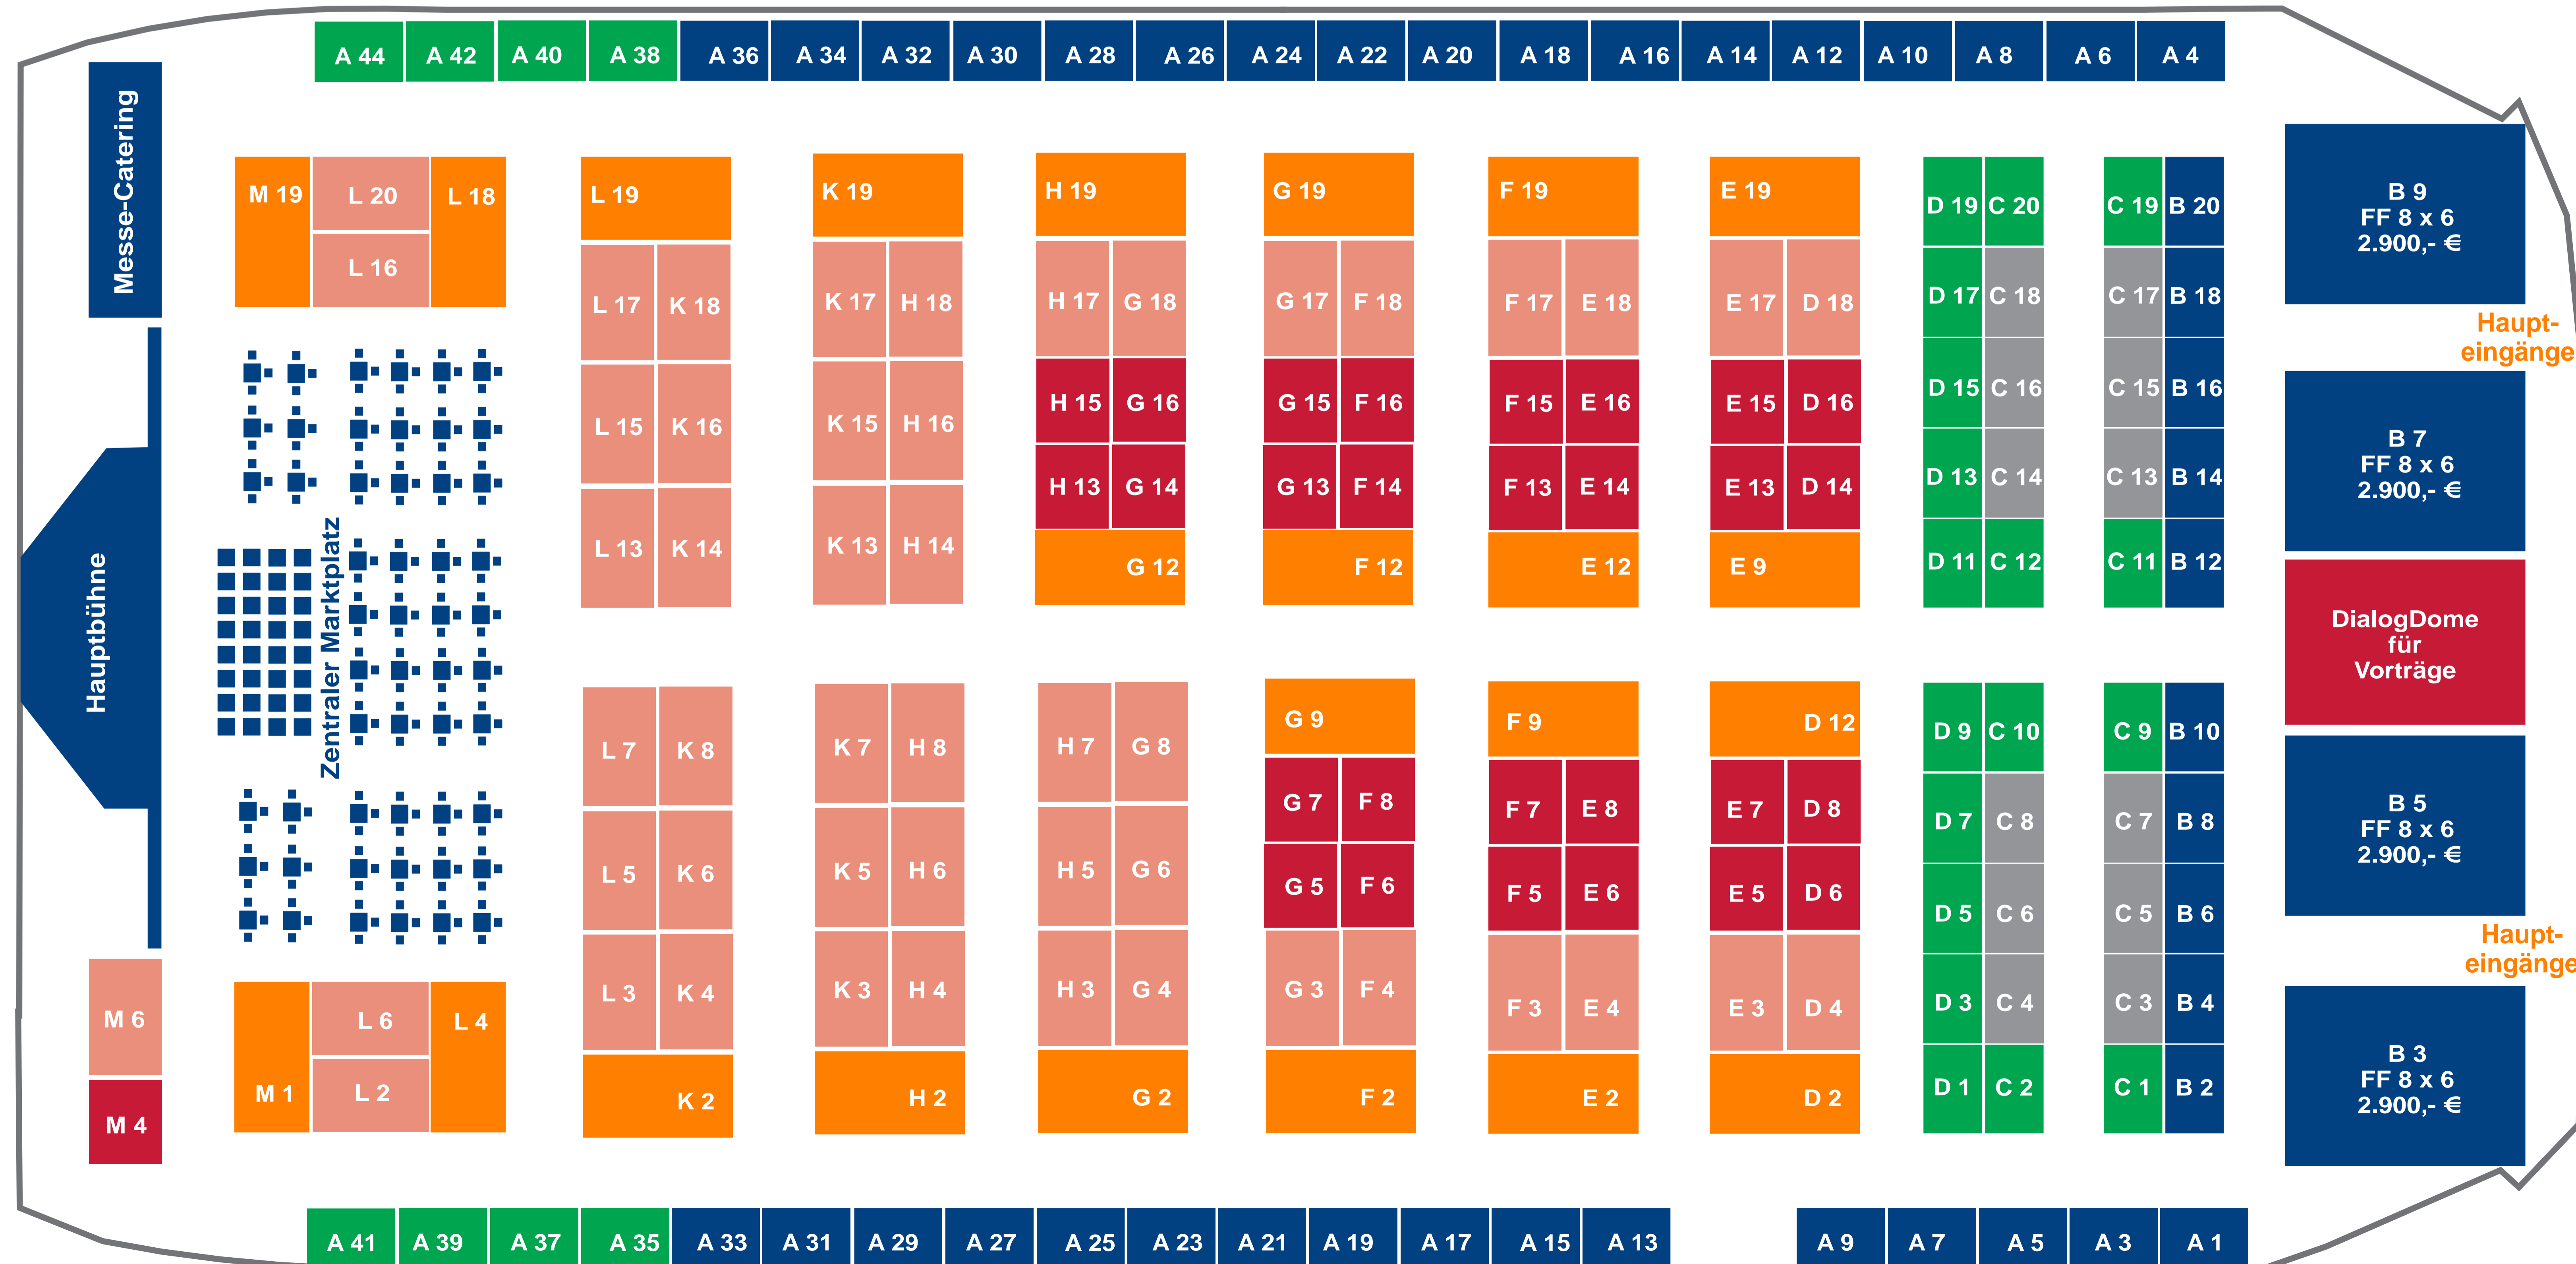 A 44
A 42
A 40
A 38
A 36
A 34
A 32
A 30
A 28
A 26
A 24
A 22
A 20
A 18
A 16
A 14
A 12
A 10
A 8
A 6
A 4
Messe-Catering
Hauptbühne
Zentraler Marktplatz
M 19
L 20
L 18
L 16
L 19
K 19
H 19
G 19
F 19
E 19
D 19
C 20
C 19
B 20
L 17
K 18
K 17
H 18
H 17
G 18
G 17
F 18
F 17
E 18
E 17
D 18
D 17
C 18
C 17
B 18
L 15
K 16
K 15
H 16
H 15
G 16
G 15
F 16
F 15
E 16
E 15
D 16
D 15
C 16
C 15
B 16
L 13
K 14
K 13
H 14
H 13
G 14
G 13
F 14
F 13
E 14
E 13
D 14
D 13
C 14
C 13
B 14
G 12
F 12
E 12
E 9
D 11
C 12
C 11
B 12
B 9
FF 8 x 6
2.900,- €
Haupt-
eingänge
B 7
FF 8 x 6
2.900,- €
DialogDome
für
Vorträge
L 7
K 8
K 7
H 8
H 7
G 8
G 9
F 9
D 12
D 9
C 10
C 9
B 10
G 7
F 8
F 7
E 8
E 7
D 8
D 7
C 8
C 7
B 8
L 5
K 6
K 5
H 6
H 5
G 6
G 5
F 6
F 5
E 6
E 5
D 6
D 5
C 6
C 5
B 6
L 3
K 4
K 3
H 4
H 3
G 4
G 3
F 4
F 3
E 4
E 3
D 4
D 3
C 4
C 3
B 4
K 2
H 2
G 2
F 2
E 2
D 2
D 1
C 2
C 1
B 2
B 5
FF 8 x 6
2.900,- €
Haupt-
eingänge
B 3
FF 8 x 6
2.900,- €
M 6
M 4
M 1
L 6
L 4
L 2
A 41
A 39
A 37
A 35
A 33
A 31
A 29
A 27
A 25
A 23
A 21
A 19
A 17
A 15
A 13
A 9
A 7
A 5
A 3
A 1